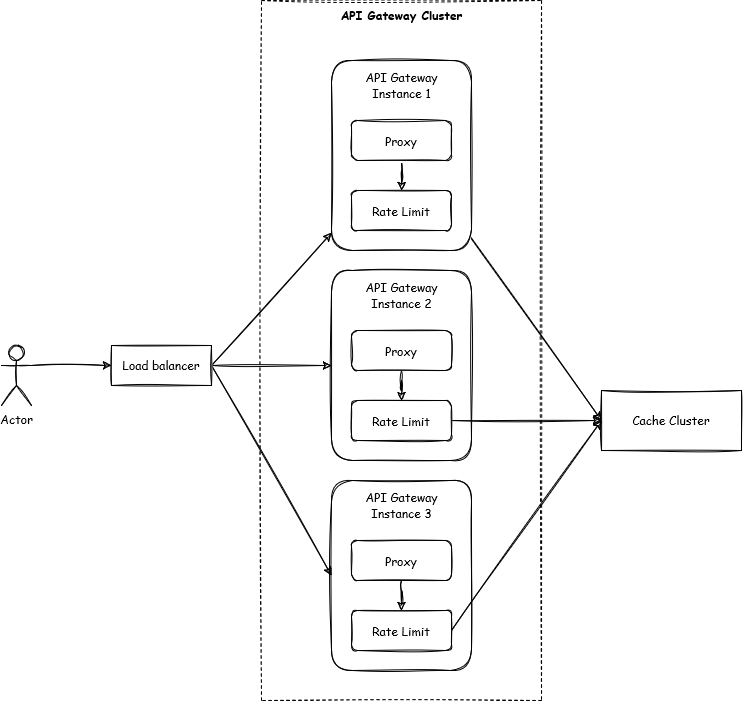 API Gateway Cluster
API Gateway
Instance 1
Proxy
Rate Limit
API Gateway
Instance 2
Proxy
Rate Limit
Load balancer
Actor
Cache Cluster
API Gateway
Instance 3
Proxy
Rate Limit